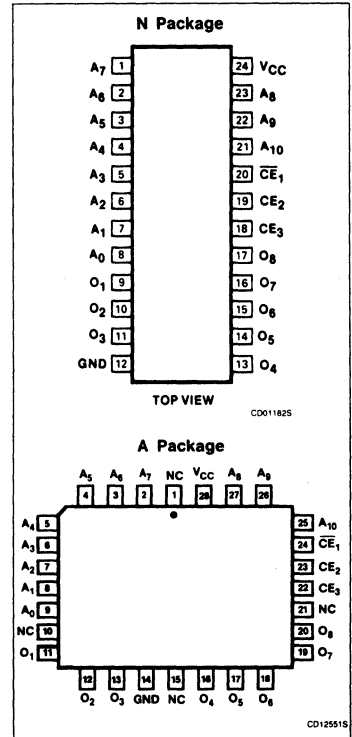 N Package
A7 1 24 VCC
A6 2 23 A8
A5 3 22 A9
A4 4 21 A10
A3 5 20 C̅E̅1
A2 6 19 CE2
A1 7 18 CE3
A0 8 17 O8
O1 9 16 O7
O2 10 15 O6
O3 11 14 O5
GND 12 13 O4
TOP VIEW
CD01182S
A Package
A5 A6 A7 NC VCC A8 A9
4 3 2 1 28 27 26
A4 5 25 A10
A3 6 24 C̅E̅1
A2 7 23 CE2
A1 8 22 CE3
A0 9 21 NC
NC 10 20 O8
O1 11 19 O7
12 13 14 15 16 17 18
O2 O3 GND NC O4 O5 O6
CD12551S